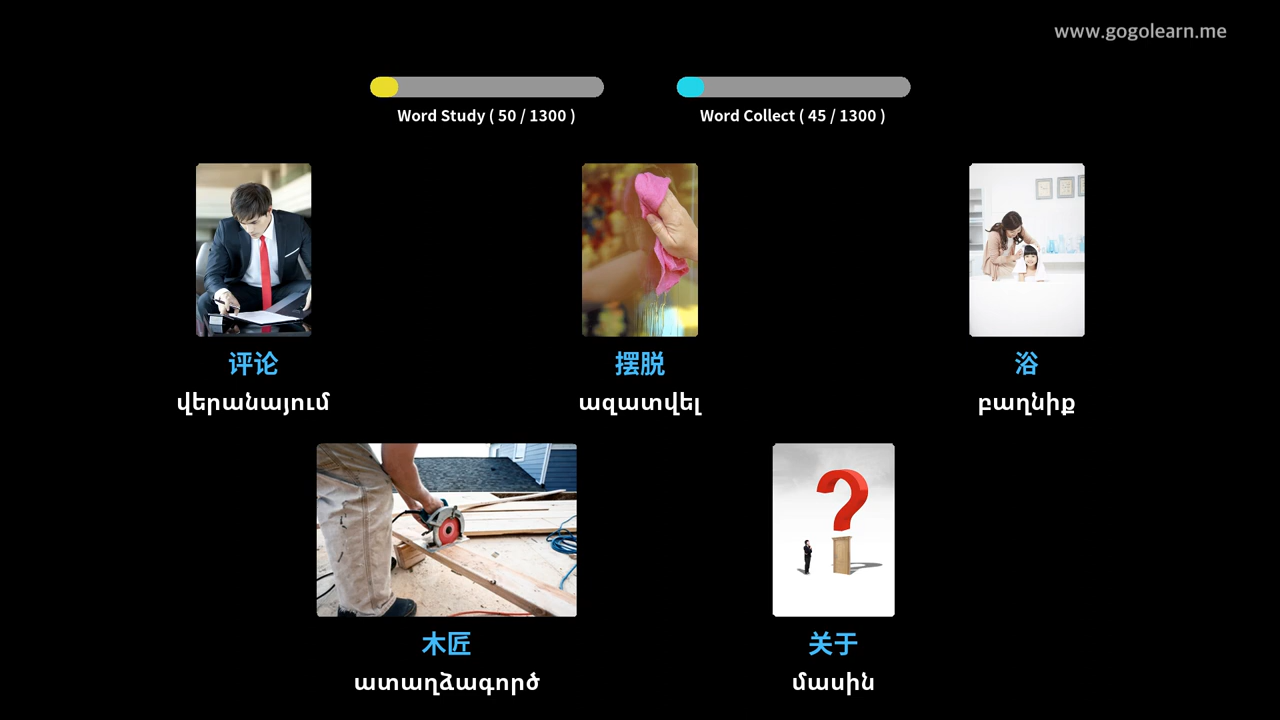 www.gogolearn.me
Word Study ( 50 / 1300 )
Word Collect ( 45 / 1300 )
评论
վերանայում
摆脱
ազատվել
浴
բաղնիք
木匠
ատաղձագործ
关于
մասին